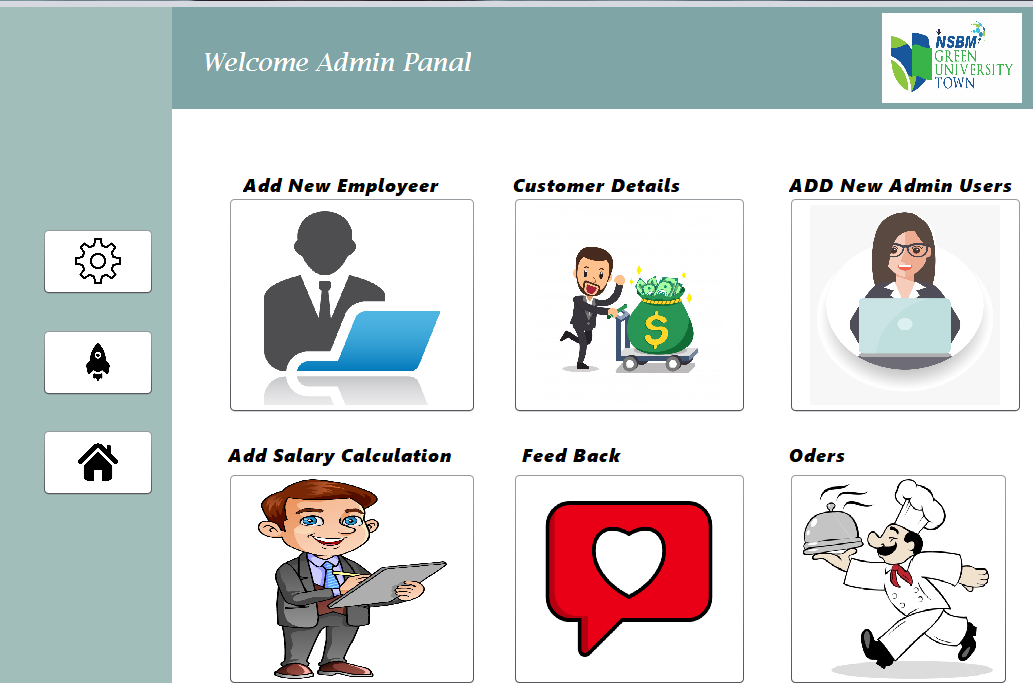 Welcome Admin Panal
NSBM
GREEN
UNIVERSITY
TOWN
Add New Employeer
Customer Details
ADD New Admin Users
$
Add Salary Calculation
Feed Back
Oders